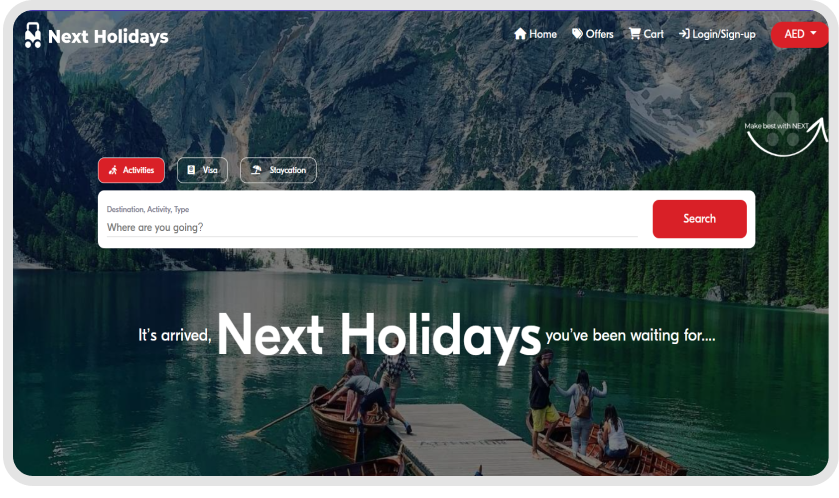 Next Holidays
Home Offers Cart Login/Sign-up AED
Make best with NEXT
Activities Visa Staycation
Destination, Activity, Type
Where are you going?
Search
It's arrived, Next Holidays you've been waiting for....